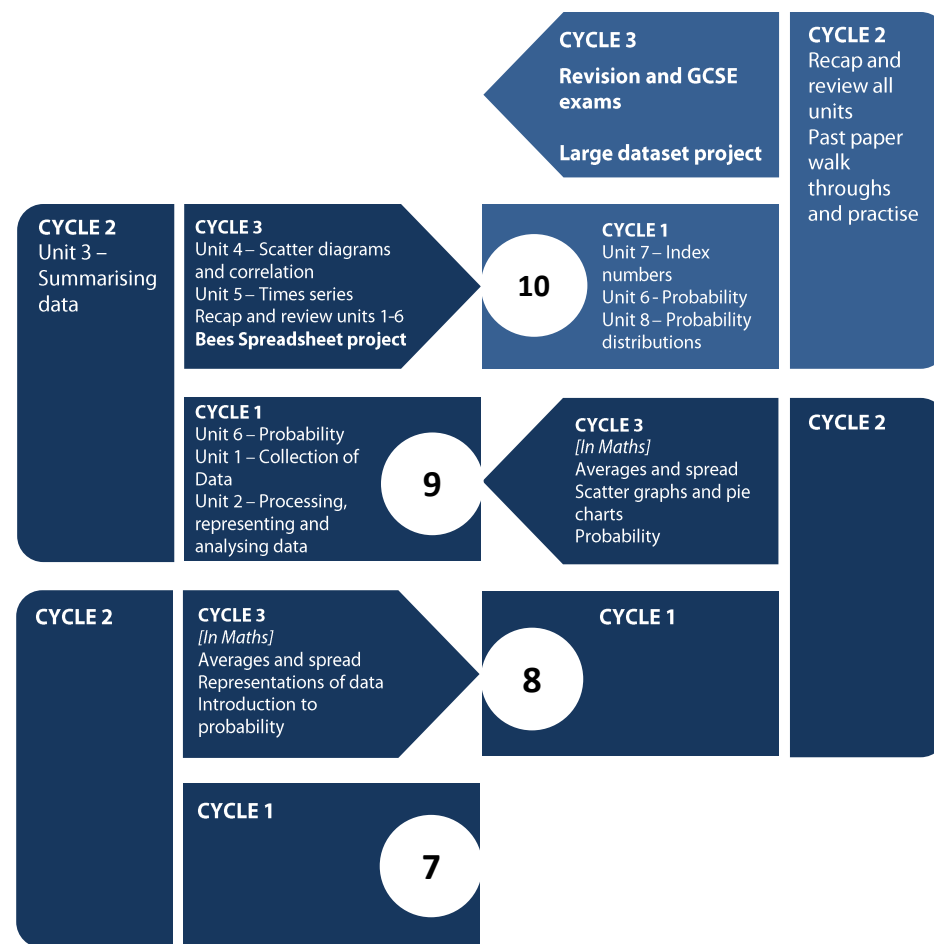 CYCLE 3
Revision and GCSE
exams
Large dataset project
CYCLE 2
Recap and
review all
units
Past paper
walk
throughs
and practise
CYCLE 2
Unit 3 –
Summarising
data
CYCLE 3
Unit 4 – Scatter diagrams
and correlation
Unit 5 – Times series
Recap and review units 1-6
Bees Spreadsheet project
10
CYCLE 1
Unit 7 – Index
numbers
Unit 6 - Probability
Unit 8 – Probability
distributions
CYCLE 1
Unit 6 – Probability
Unit 1 – Collection of
Data
Unit 2 – Processing,
representing and
analysing data
9
CYCLE 3
[In Maths]
Averages and spread
Scatter graphs and pie
charts
Probability
CYCLE 2
CYCLE 2
CYCLE 3
[In Maths]
Averages and spread
Representations of data
Introduction to
probability
8
CYCLE 1
CYCLE 1
7